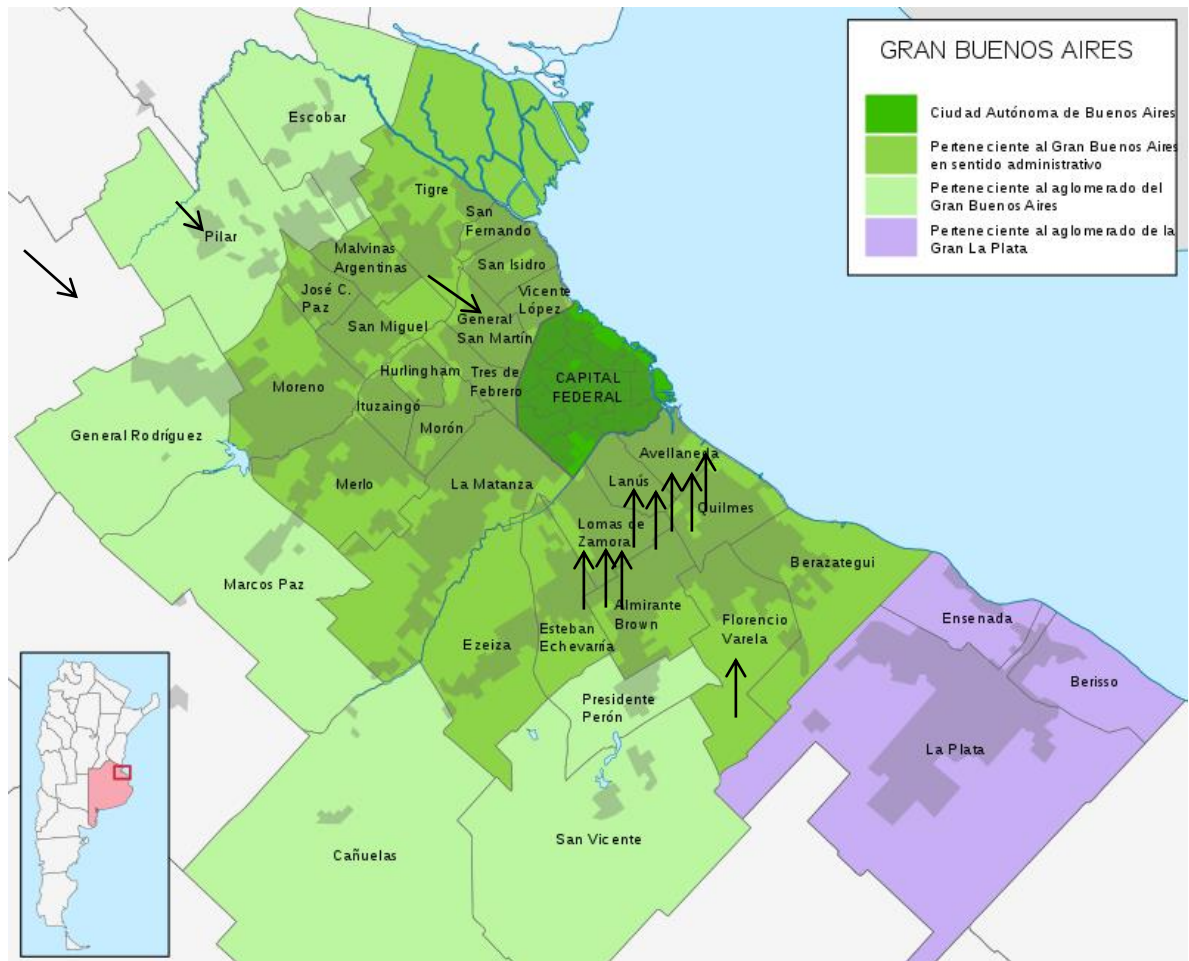 GRAN BUENOS AIRES
Ciudad Autónoma de Buenos Aires
Perteneciente al Gran Buenos Aires
en sentido administrativo
Perteneciente al aglomerado del
Gran Buenos Aires
Perteneciente al aglomerado de la
Gran La Plata
Escobar
Tigre
San
Fernando
Pilar
Malvinas
Argentinas
San Isidro
José C.
Paz
Vicente
López
San Miguel
General
San Martín
Hurlingham
Tres de
Febrero
CAPITAL
FEDERAL
Moreno
Ituzaingó
Morón
General Rodríguez
Avellaneda
Merlo
La Matanza
Lanús
Quilmes
Lomas de
Zamora
Berazategui
Marcos Paz
Almirante
Brown
Florencio
Varela
Ensenada
Esteban
Echevarría
Ezeiza
Berisso
Presidente
Perón
La Plata
San Vicente
Cañuelas